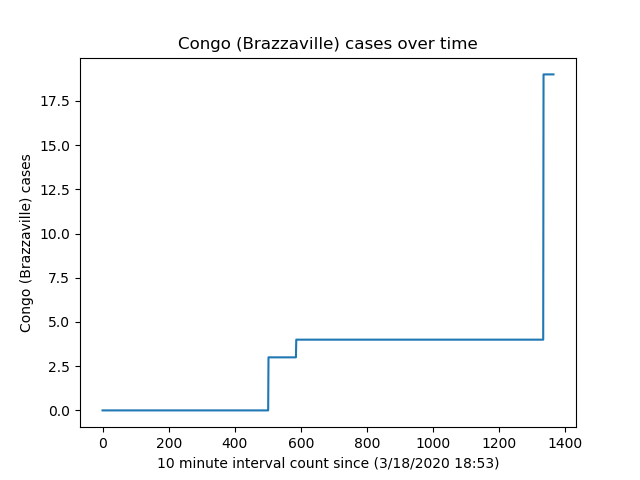 Congo (Brazzaville) cases over time
Congo (Brazzaville) cases
17.5
15.0
12.5
10.0
7.5
5.0
2.5
0.0
0 200 400 600 800 1000 1200 1400
10 minute interval count since (3/18/2020 18:53)